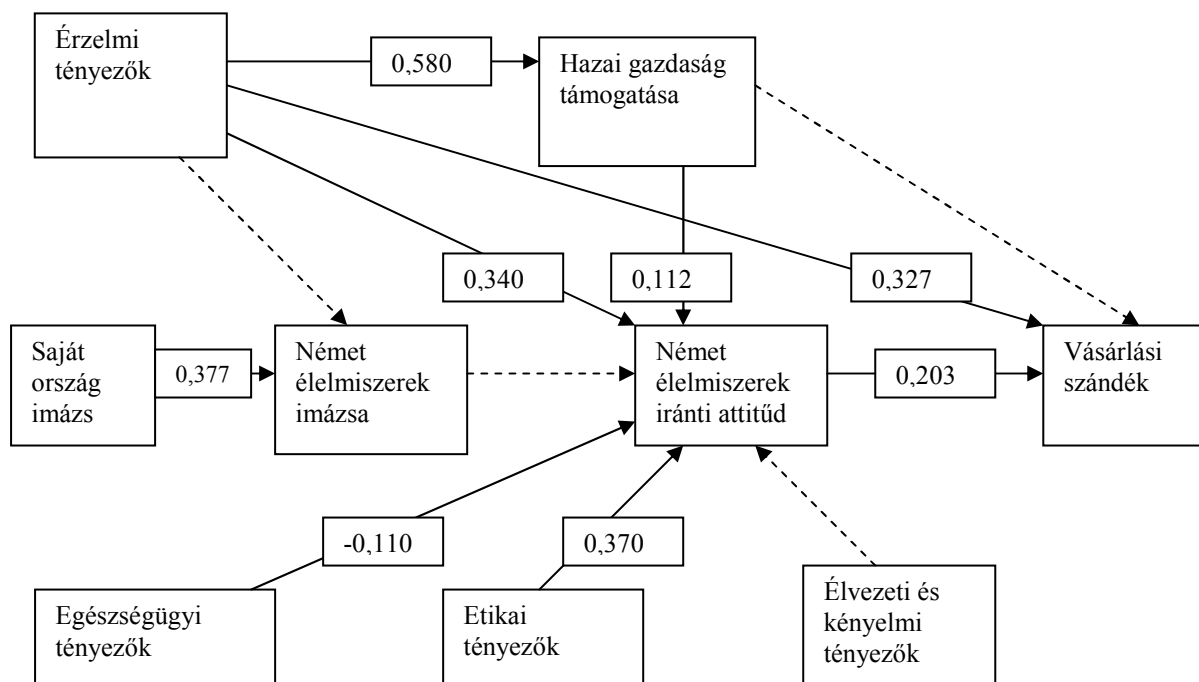 Érzelmi
tényezők
0,580
Hazai gazdaság
támogatása
0,340
0,112
0,327
Saját
ország
imázs
0,377
Német
élelmiszerek
imázsa
Német
élelmiszerek
iránti attitűd
0,203
Vásárlási
szándék
-0,110
0,370
Egészségügyi
tényezők
Etikai
tényezők
Élvezeti és
kényelmi
tényezők